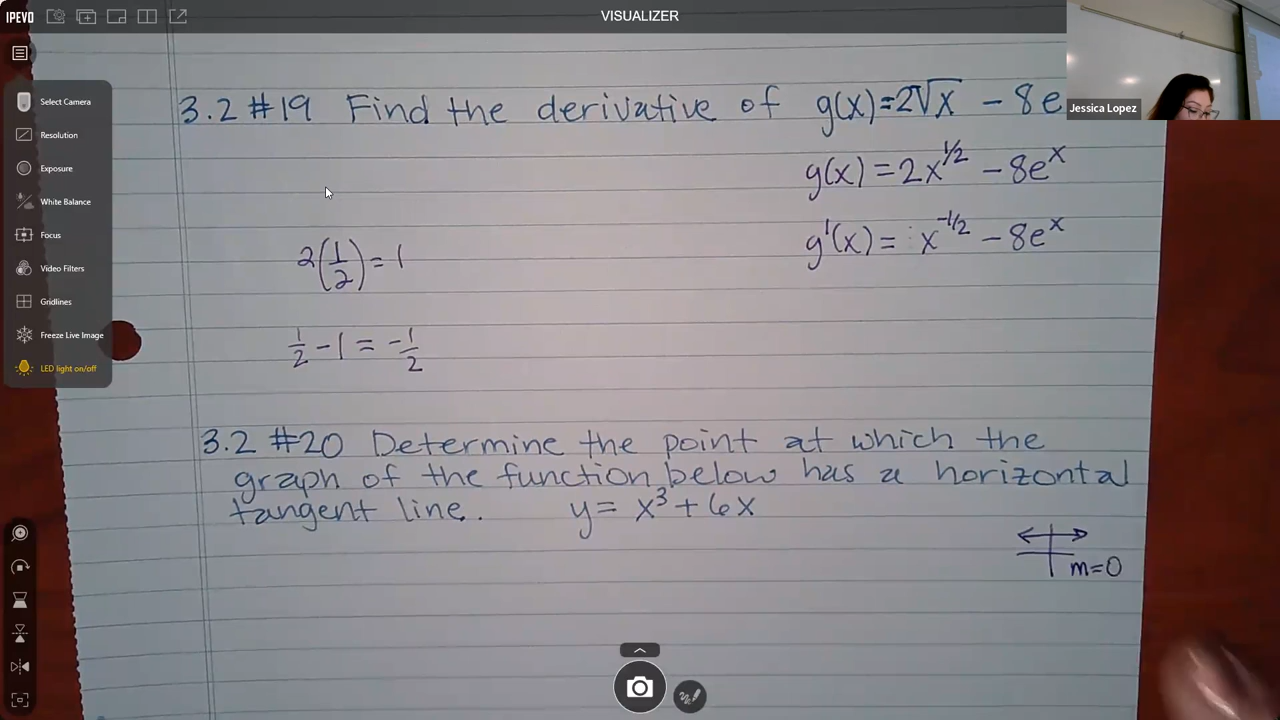 IPEVO
VISUALIZER
Select Camera
Resolution
Exposure
White Balance
Focus
Video Filters
Gridlines
Freeze Live Image
LED light on/off
Jessica Lopez
3.2 #19 Find the derivative of g(x)=2√x - 8e
g(x) = 2x^1/2 - 8e^x
g'(x) = x^-1/2 - 8e^x
2(1/2) = 1
1/2 - 1 = -1/2
3.2 #20 Determine the point at which the
graph of the function below has a horizontal
tangent line. y = x³ + 6x
m=0